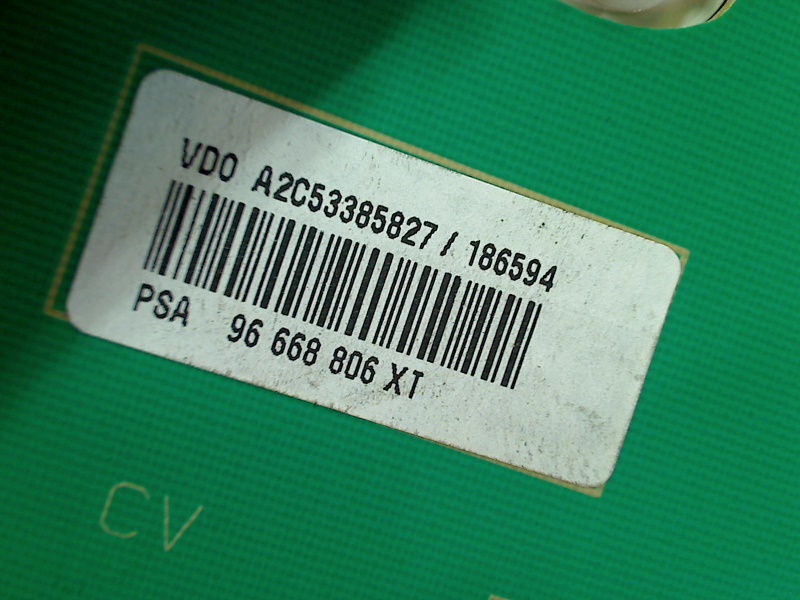 VDO A2C53385827 / 186594
PSA 96 668 806 XT
CV